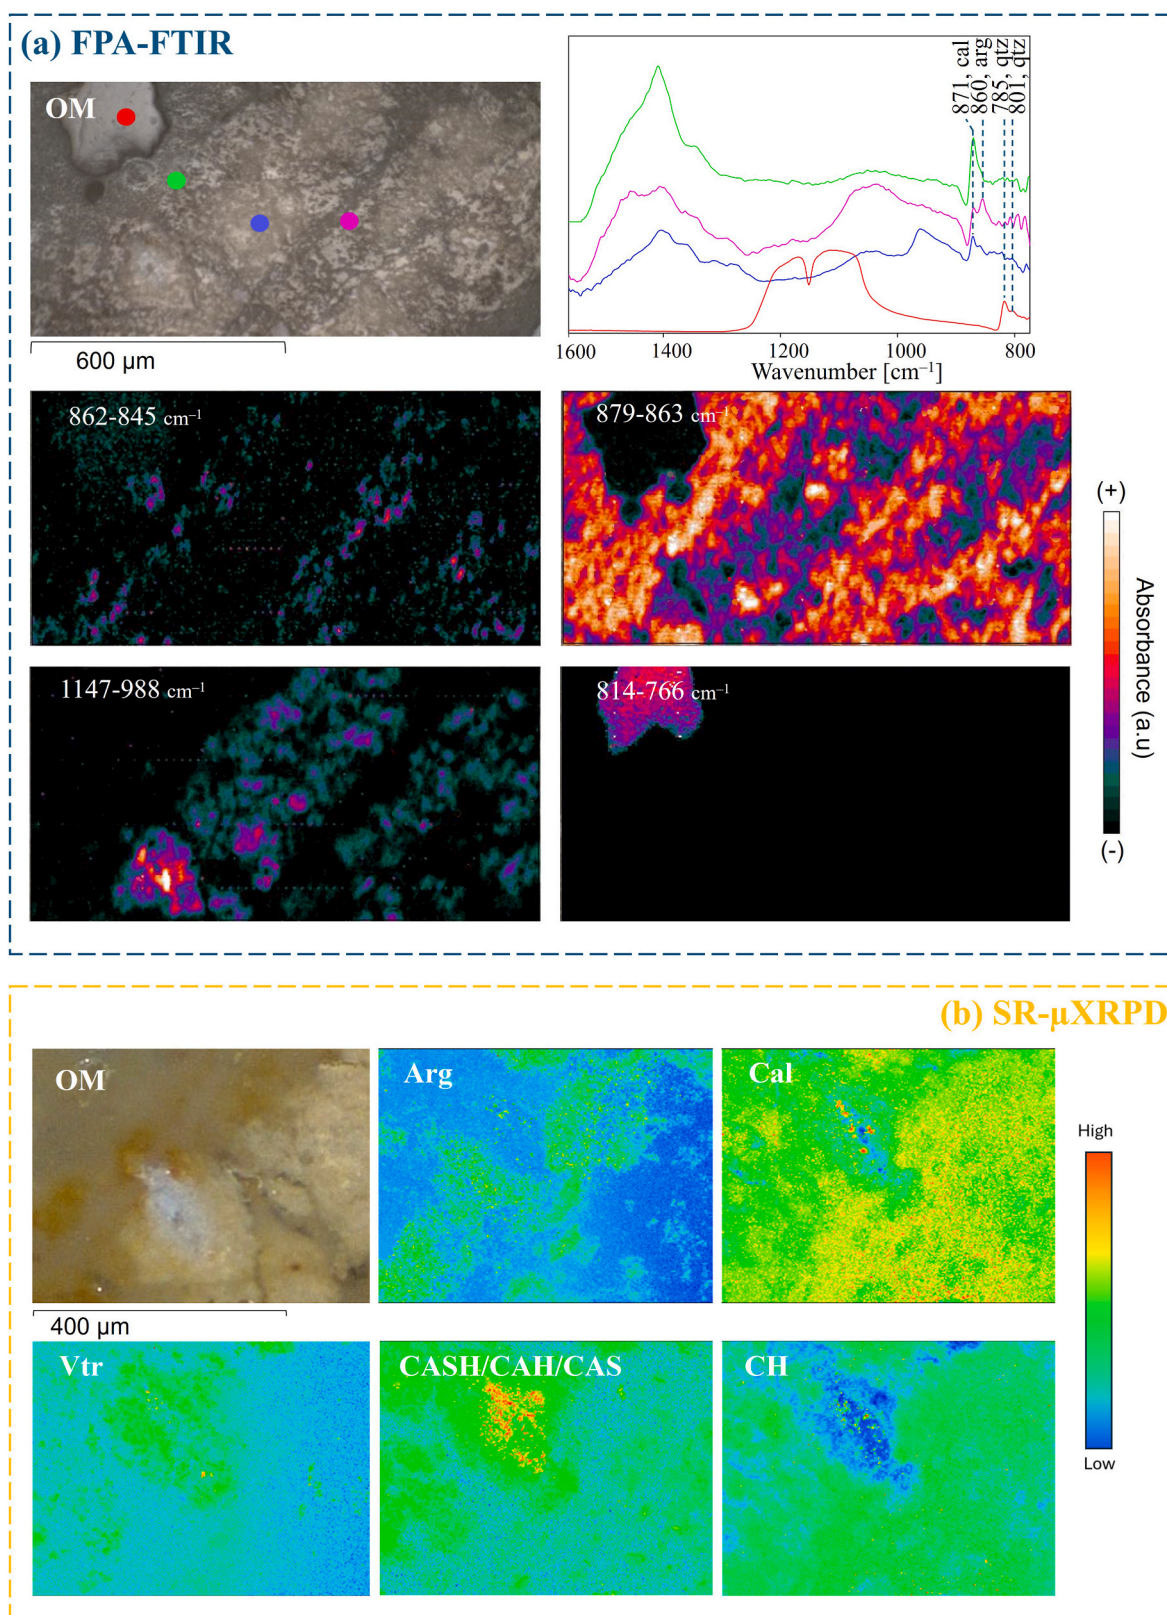 (a) FPA-FTIR
OM
600 µm
871, cal
860, arg
785, qtz
801, qtz
1600 1400 1200 1000 800
Wavenumber [cm⁻¹]
862-845 cm⁻¹
879-863 cm⁻¹
1147-988 cm⁻¹
814-766 cm⁻¹
(+)
Absorbance (a.u)
(-)
(b) SR-µXRPD
OM
Arg
Cal
400 µm
Vtr
CASH/CAH/CAS
CH
High
Low